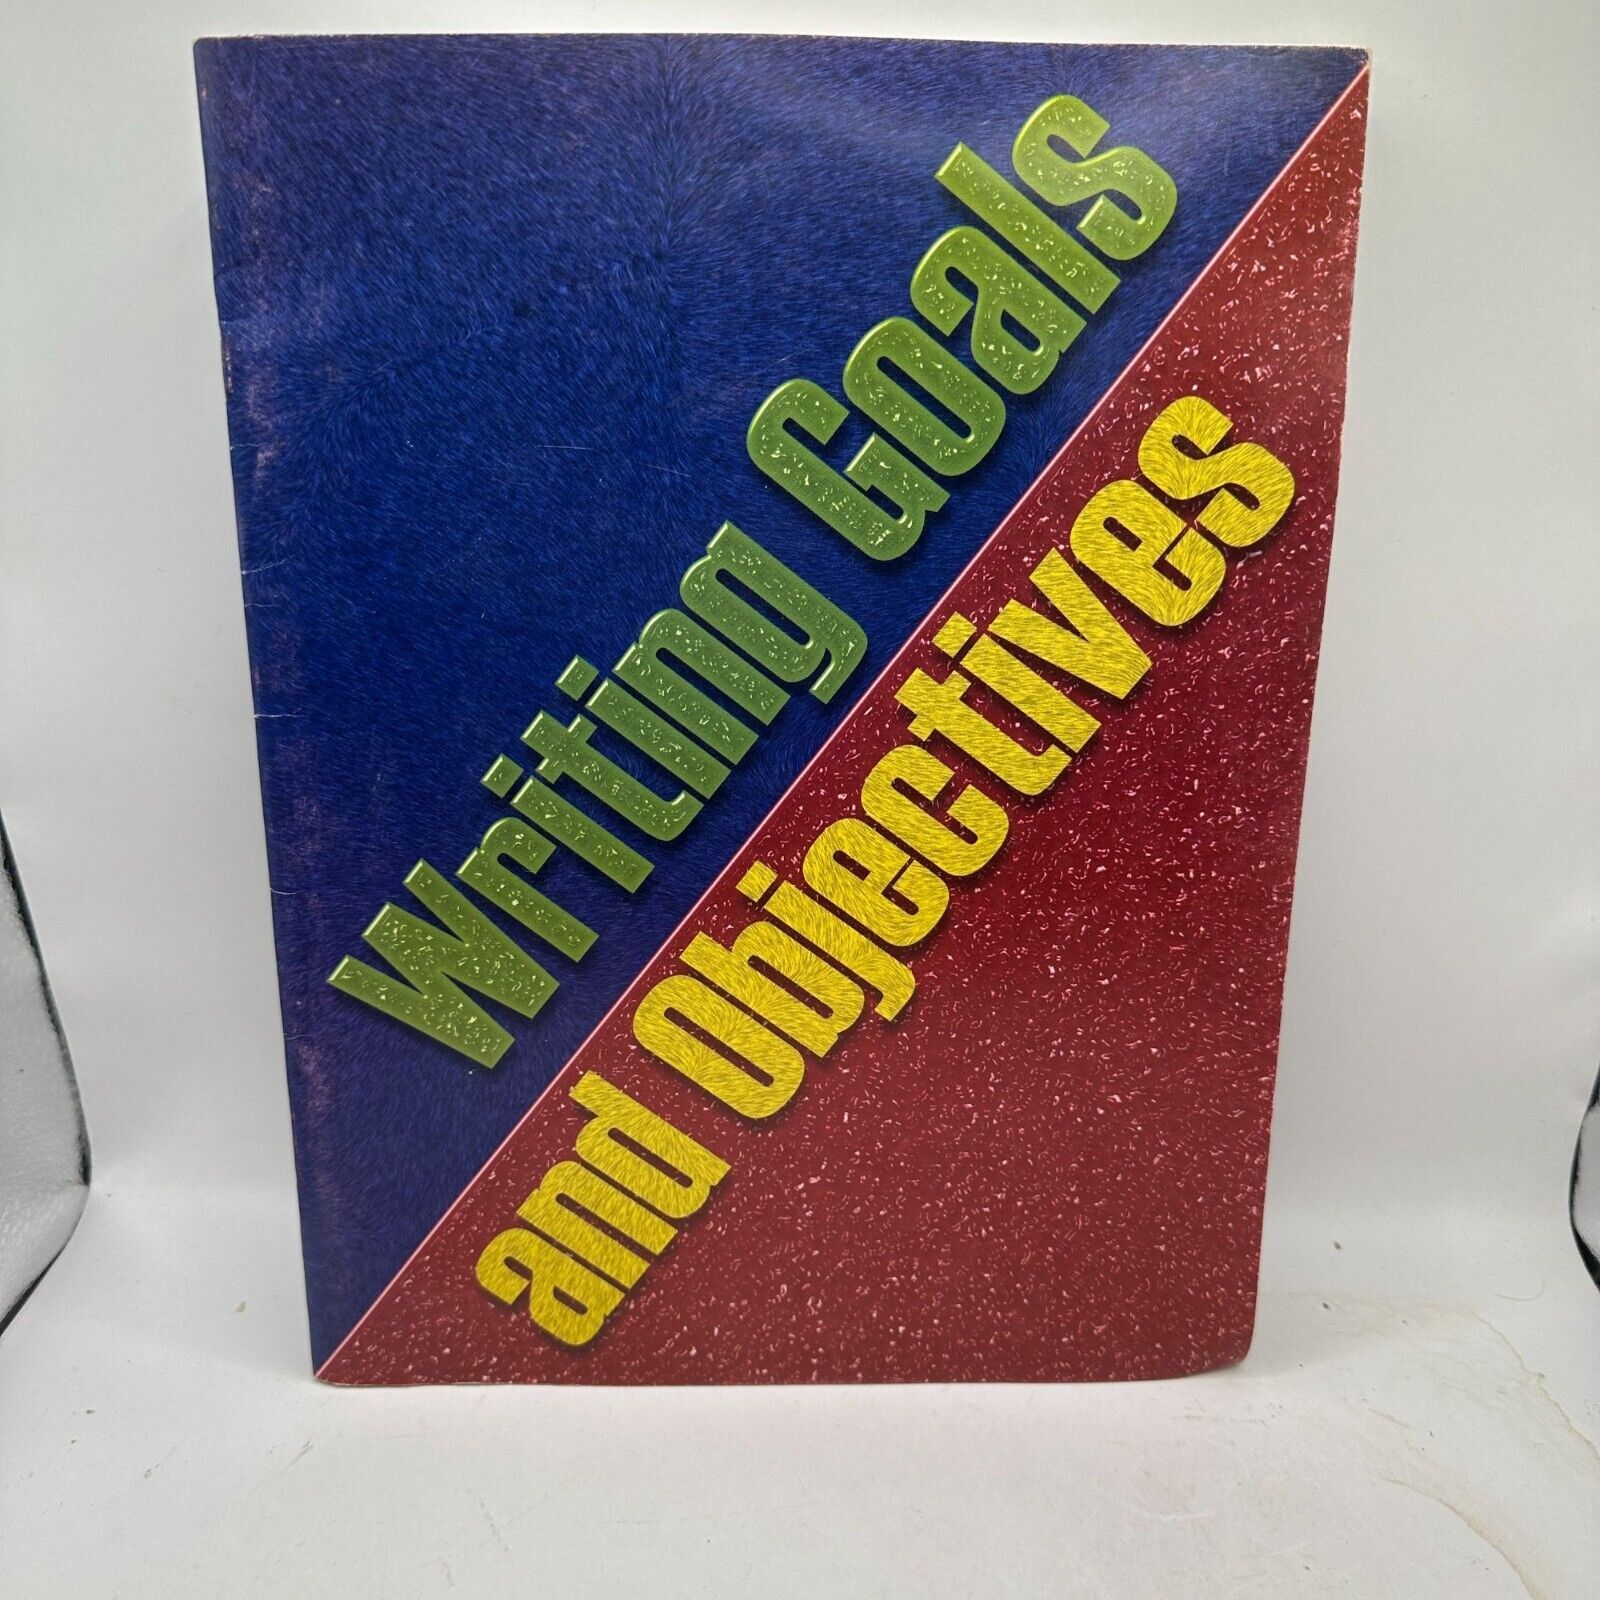 Writing Goals
and Objectives